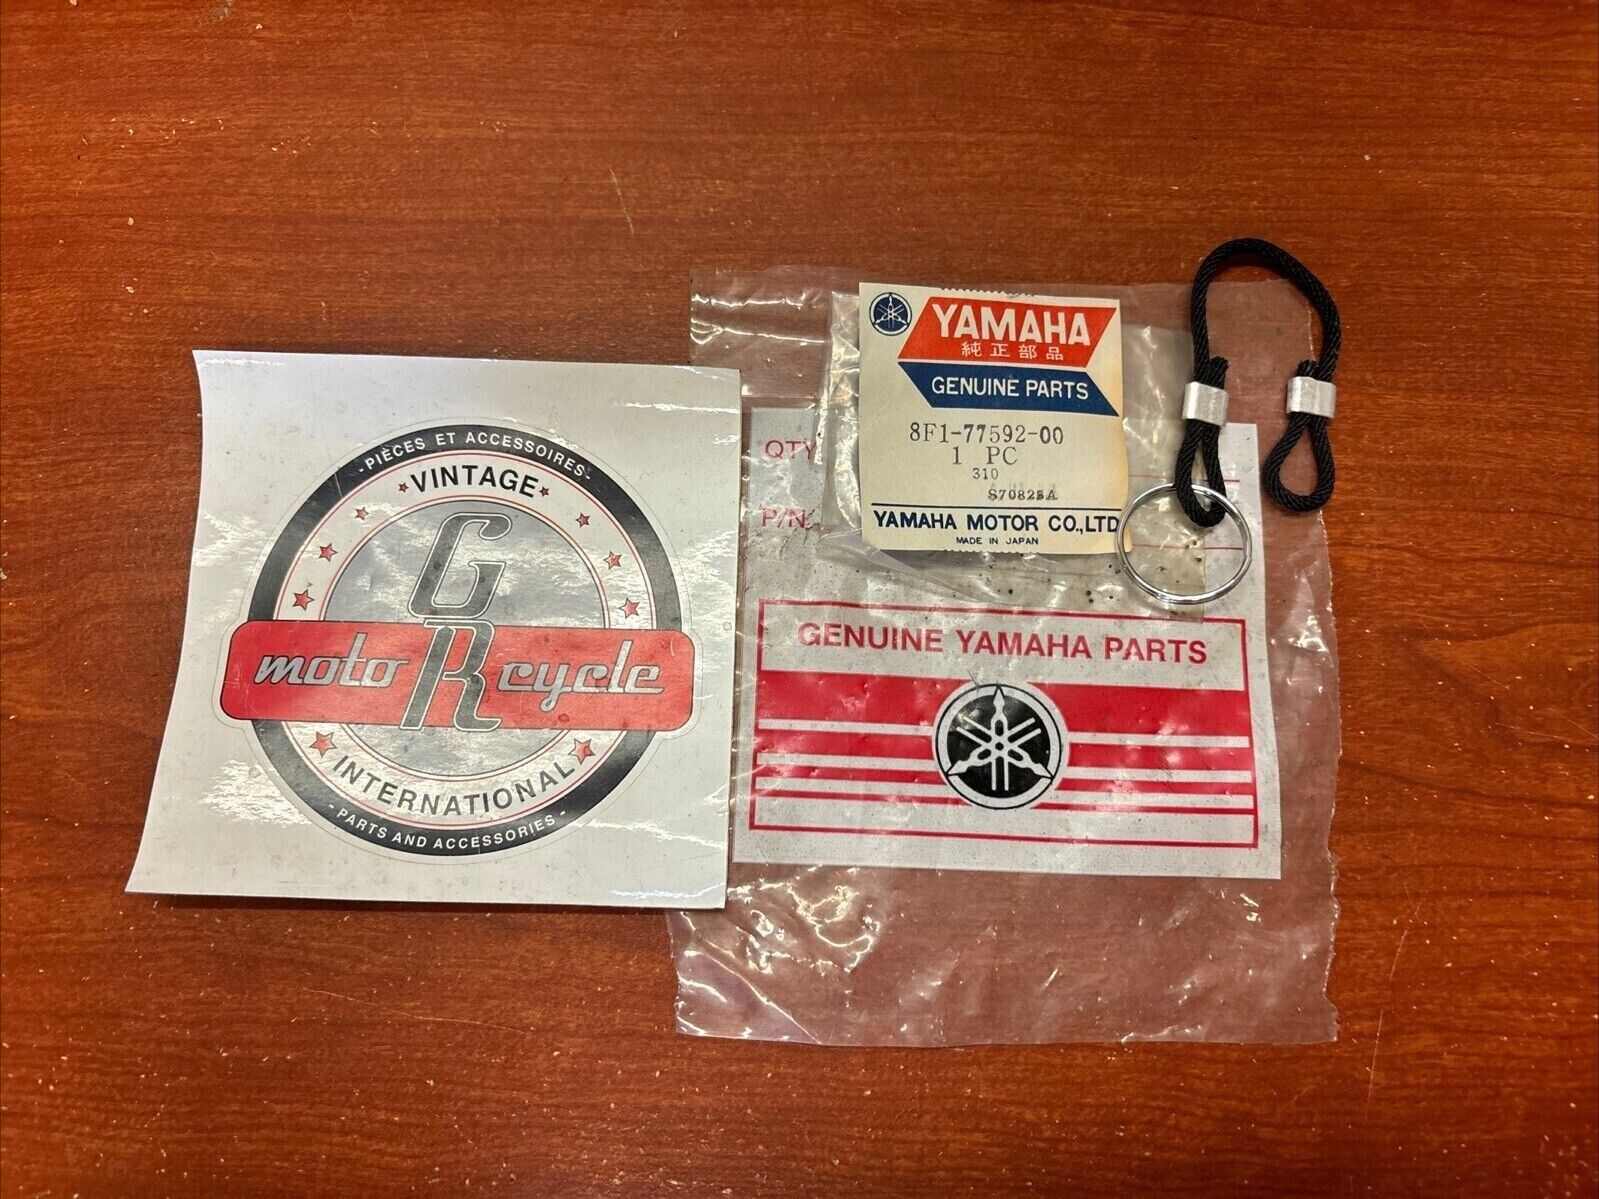 - PIÈCES ET ACCESSOIRES -
VINTAGE
GR
moto cycle
INTERNATIONAL
- PARTS AND ACCESSORIES -
YAMAHA
純正部品
GENUINE PARTS
8F1-77592-00
1 PC
310
S70825A
YAMAHA MOTOR CO.,LTD
MADE IN JAPAN
QTY
P/N
GENUINE YAMAHA PARTS